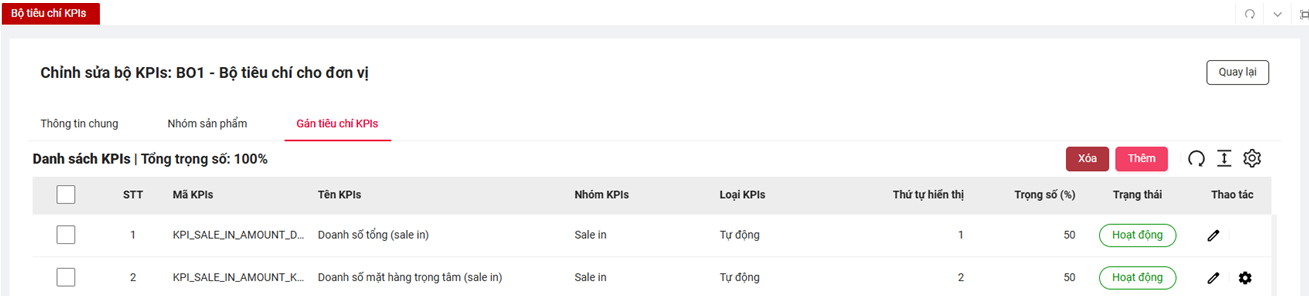 Bộ tiêu chí KPIs
Chỉnh sửa bộ KPIs: BO1 - Bộ tiêu chí cho đơn vị
Quay lại
Thông tin chung Nhóm sản phẩm Gán tiêu chí KPIs
Danh sách KPIs | Tổng trọng số: 100% Xóa Thêm
STT Mã KPIs Tên KPIs Nhóm KPIs Loại KPIs Thứ tự hiển thị Trọng số (%) Trạng thái Thao tác
1 KPI_SALE_IN_AMOUNT_D... Doanh số tổng (sale in) Sale in Tự động 1 50 Hoạt động
2 KPI_SALE_IN_AMOUNT_K... Doanh số mặt hàng trọng tâm (sale in) Sale in Tự động 2 50 Hoạt động